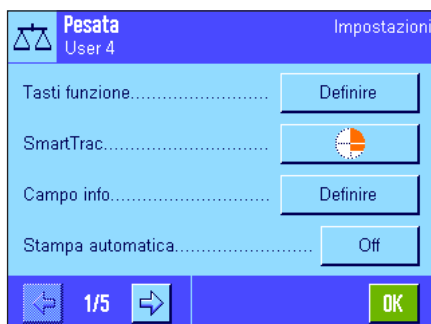 Pesata
Impostazioni
User 4
Tasti funzione.......................... Definire
SmartTrac...............................
Campo info.............................. Definire
Stampa automatica...................... Off
1/5
OK